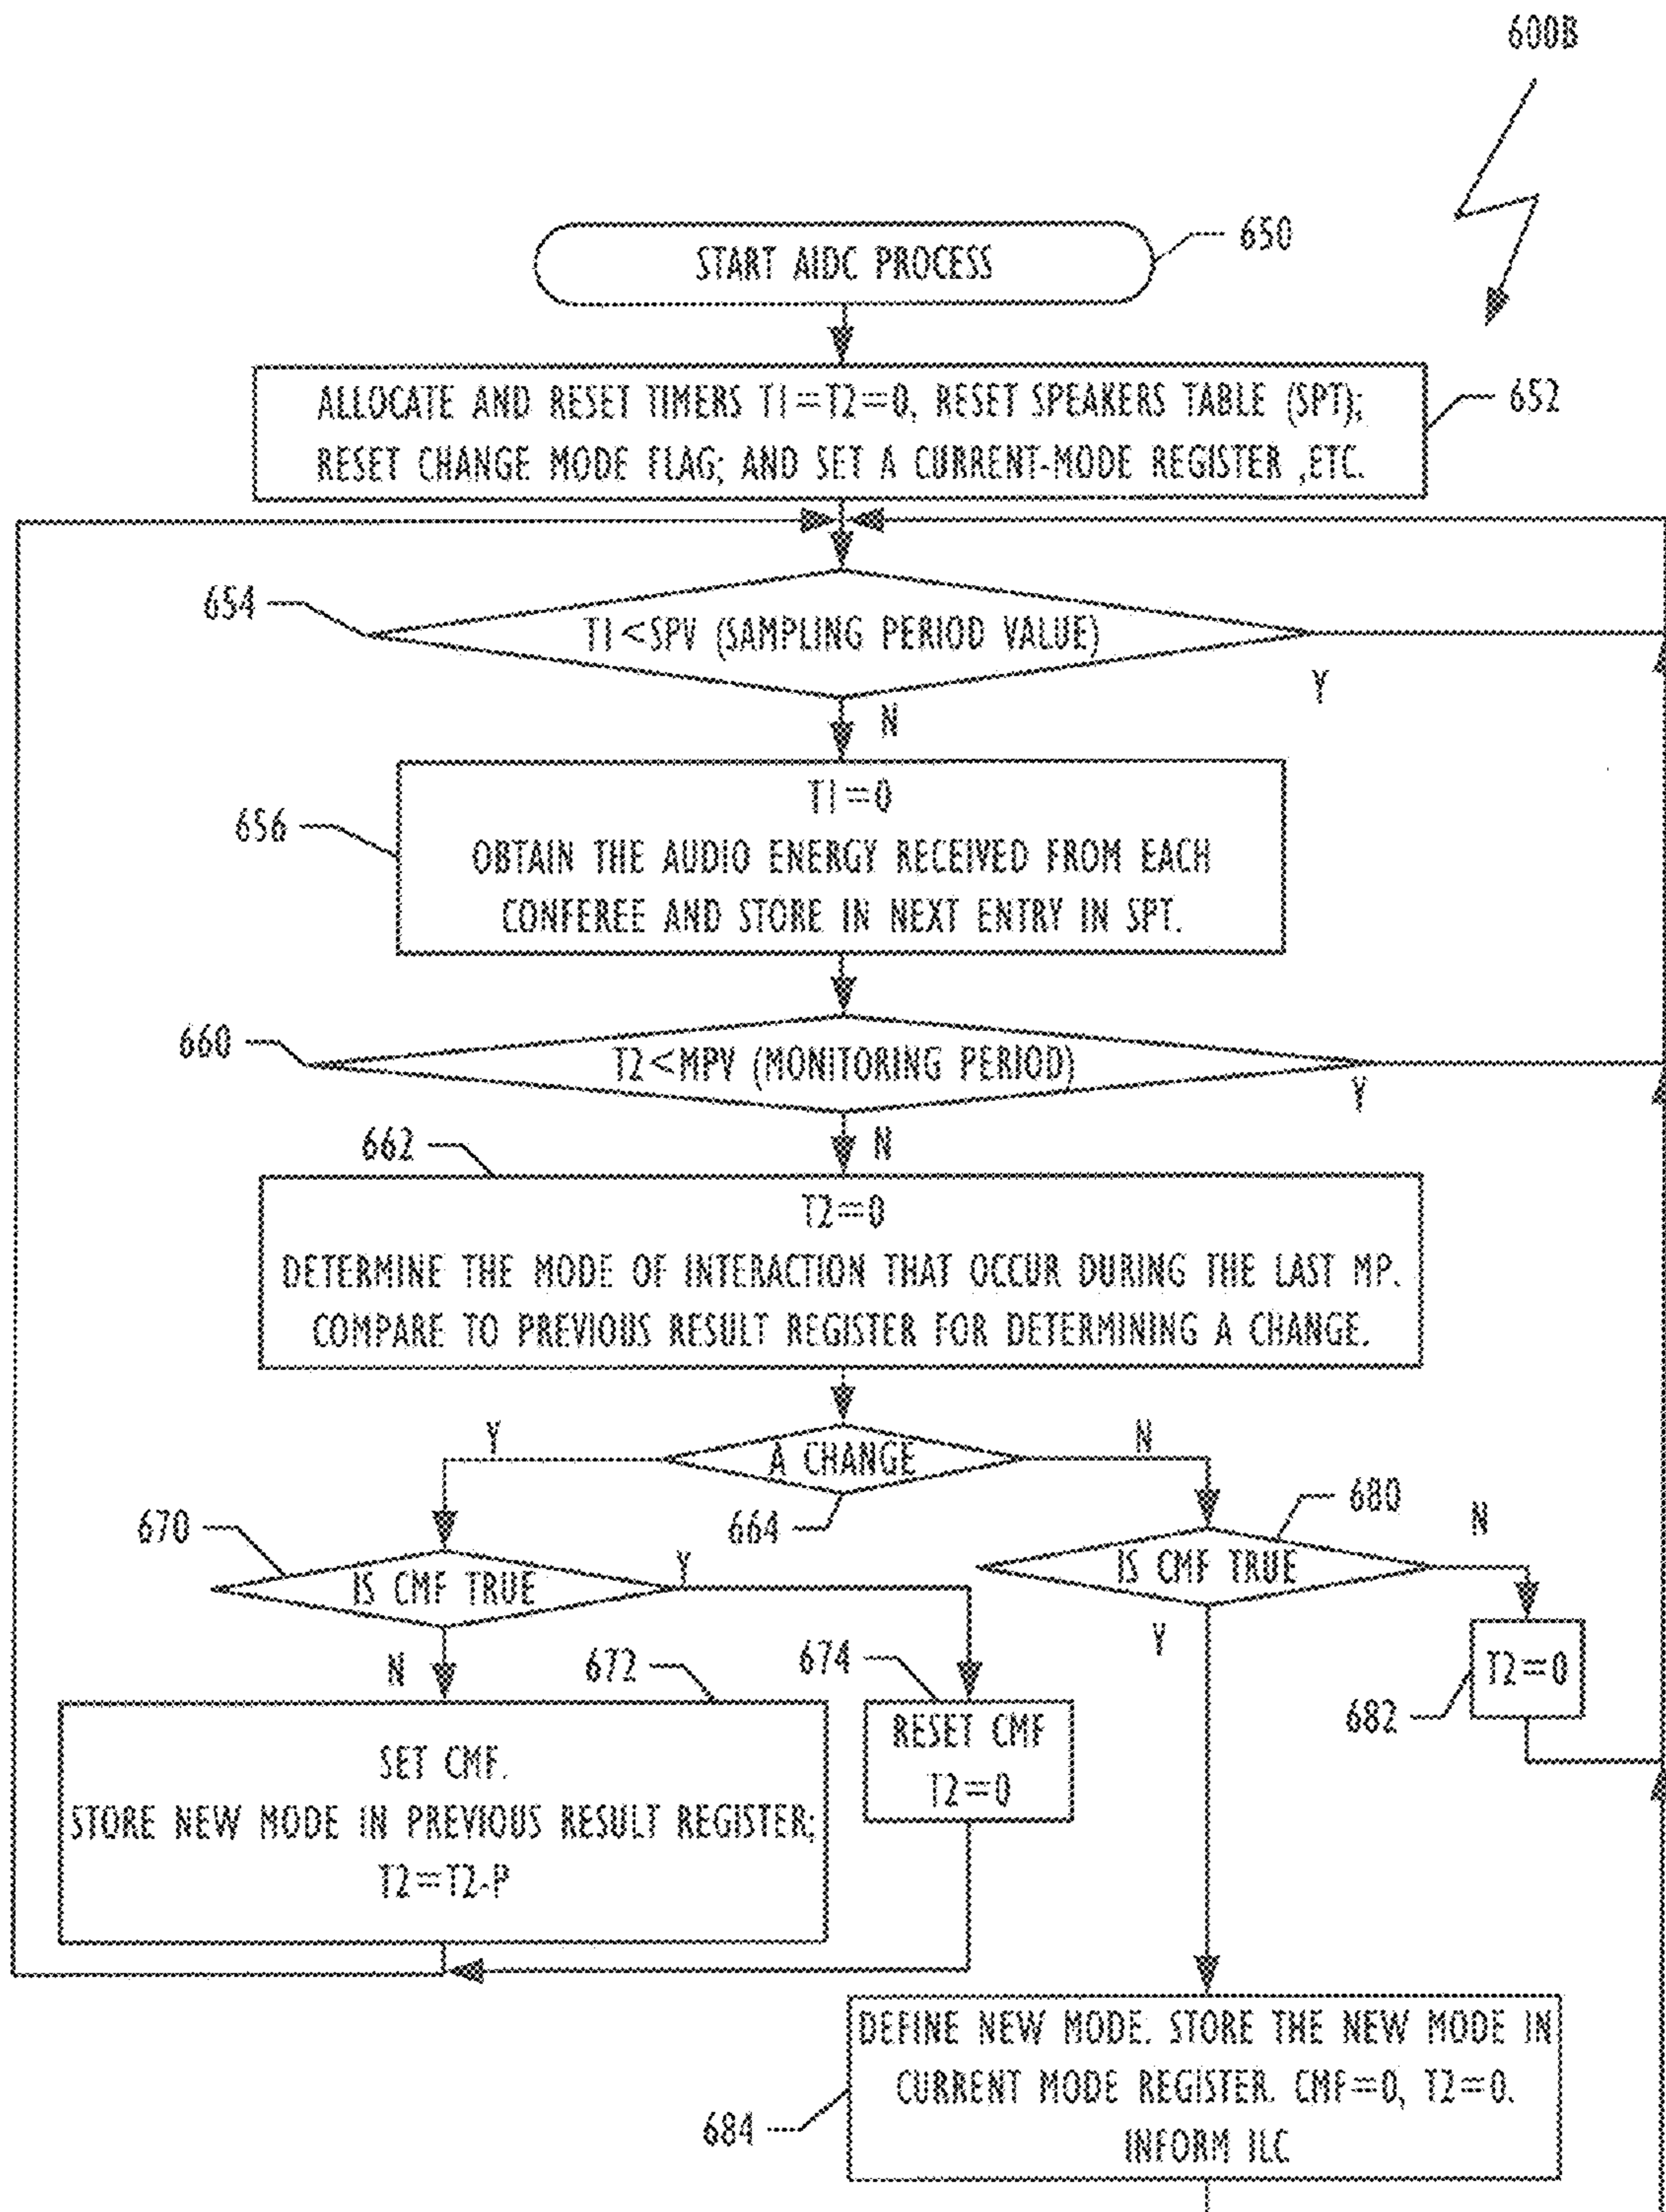 600B
START AIDC PROCESS
650
ALLOCATE AND RESET TIMERS T1=T2=0, RESET SPEAKERS TABLE (SPT);
RESET CHANGE MODE FLAG; AND SET A CURRENT-MODE REGISTER ,ETC.
652
654
T1<SPV (SAMPLING PERIOD VALUE)
Y
N
656
T1=0
OBTAIN THE AUDIO ENERGY RECEIVED FROM EACH
CONFEREE AND STORE IN NEXT ENTRY IN SPT.
660
T2<MPV (MONITORING PERIOD)
Y
N
662
T2=0
DETERMINE THE MODE OF INTERACTION THAT OCCUR DURING THE LAST MP.
COMPARE TO PREVIOUS RESULT REGISTER FOR DETERMINING A CHANGE.
Y
A CHANGE
N
664
670
IS CMF TRUE
Y
N
680
IS CMF TRUE
N
Y
672
SET CMF.
STORE NEW MODE IN PREVIOUS RESULT REGISTER;
T2=T2-P
674
RESET CMF
T2=0
682
T2=0
684
DEFINE NEW MODE. STORE THE NEW MODE IN
CURRENT MODE REGISTER. CMF=0, T2=0.
INFORM ILC